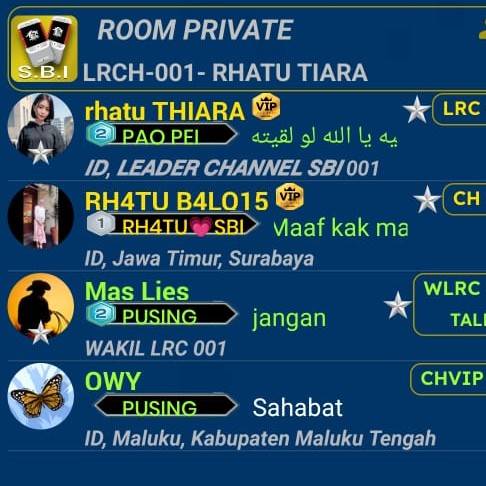 ROOM PRIVATE
S.B.I
LRCH-001- RHATU TIARA
rhatu THIARA VIP
LRC
2 PAO PEI
يه يا الله لو لقيته
ID, LEADER CHANNEL SBI 001
RH4TU B4LQ15 VIP
CH
1 RH4TU SBI
Maaf kak ma
ID, Jawa Timur, Surabaya
Mas Lies
WLRC
2 PUSING
jangan
TAL
WAKIL LRC 001
OWY
CHVIP
PUSING
Sahabat
ID, Maluku, Kabupaten Maluku Tengah